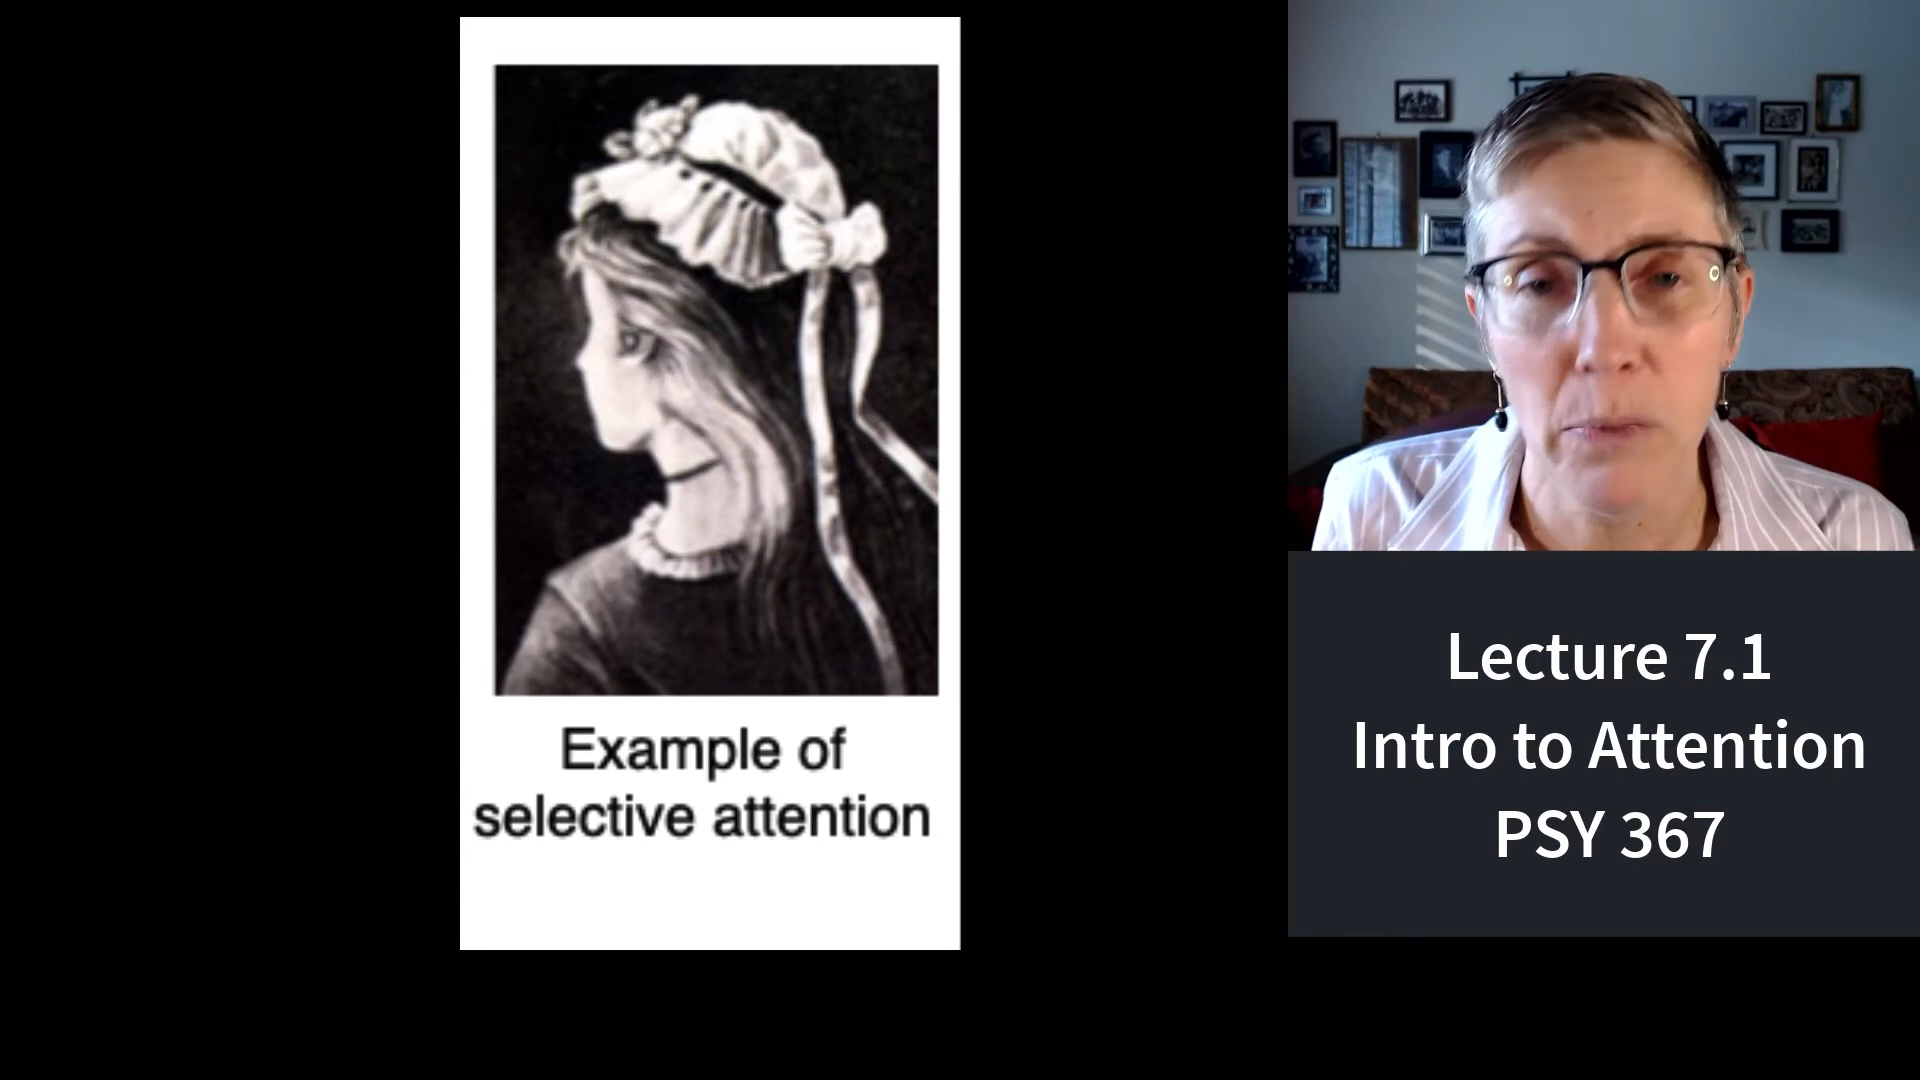 Example of
selective attention
Lecture 7.1
Intro to Attention
PSY 367